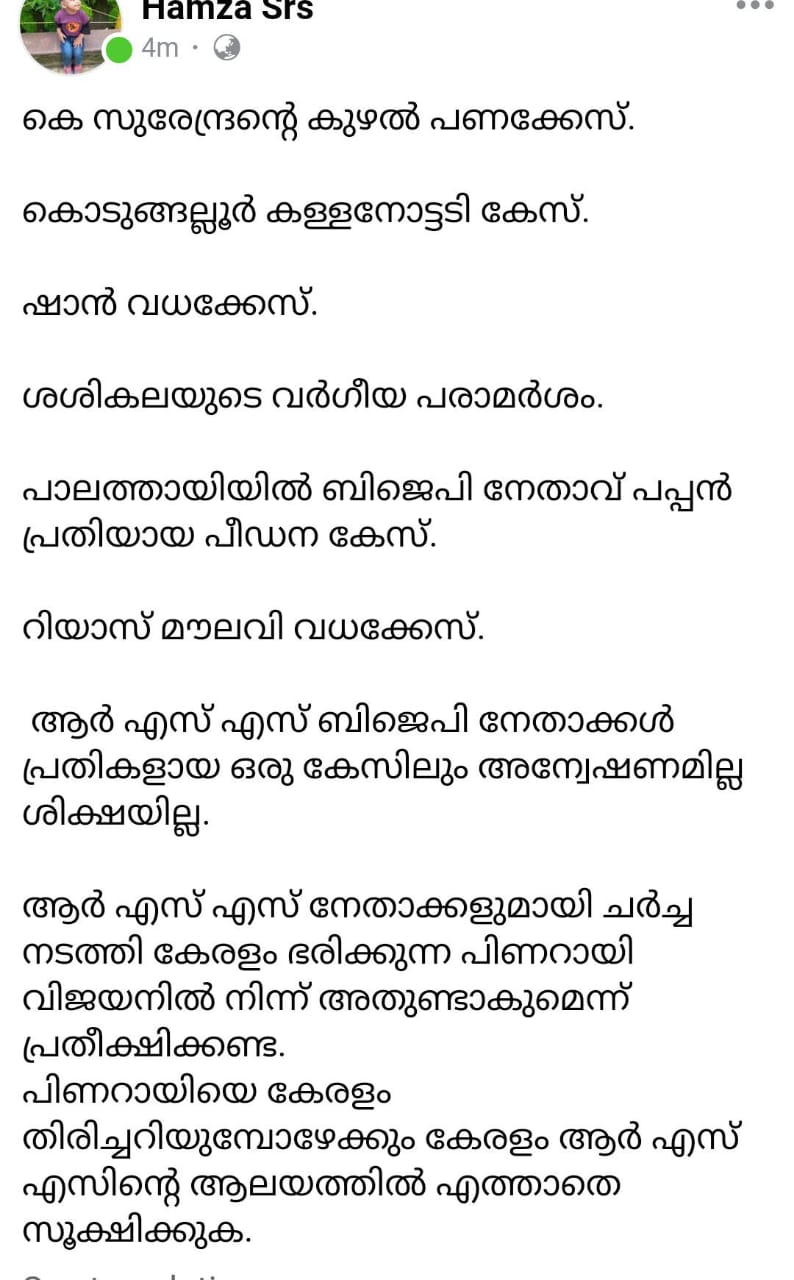 Hamza Srs
4m ·
കെ സുരേന്ദ്രന്റെ കുഴൽ പണക്കേസ്.
കൊടുങ്ങല്ലൂർ കള്ളനോട്ടടി കേസ്.
ഷാൻ വധക്കേസ്.
ശശികലയുടെ വർഗീയ പരാമർശം.
പാലത്തായിയിൽ ബിജെപി നേതാവ് പപ്പൻ
പ്രതിയായ പീഡന കേസ്.
റിയാസ് മൗലവി വധക്കേസ്.
ആർ എസ് എസ് ബിജെപി നേതാക്കൾ
പ്രതികളായ ഒരു കേസിലും അന്വേഷണമില്ല
ശിക്ഷയില്ല.
ആർ എസ് എസ് നേതാക്കളുമായി ചർച്ച
നടത്തി കേരളം ഭരിക്കുന്ന പിണറായി
വിജയനിൽ നിന്ന് അതുണ്ടാകുമെന്ന്
പ്രതീക്ഷിക്കണ്ട.
പിണറായിയെ കേരളം
തിരിച്ചറിയുമ്പോഴേക്കും കേരളം ആർ എസ്
എസിന്റെ ആലയത്തിൽ എത്താതെ
സൂക്ഷിക്കുക.